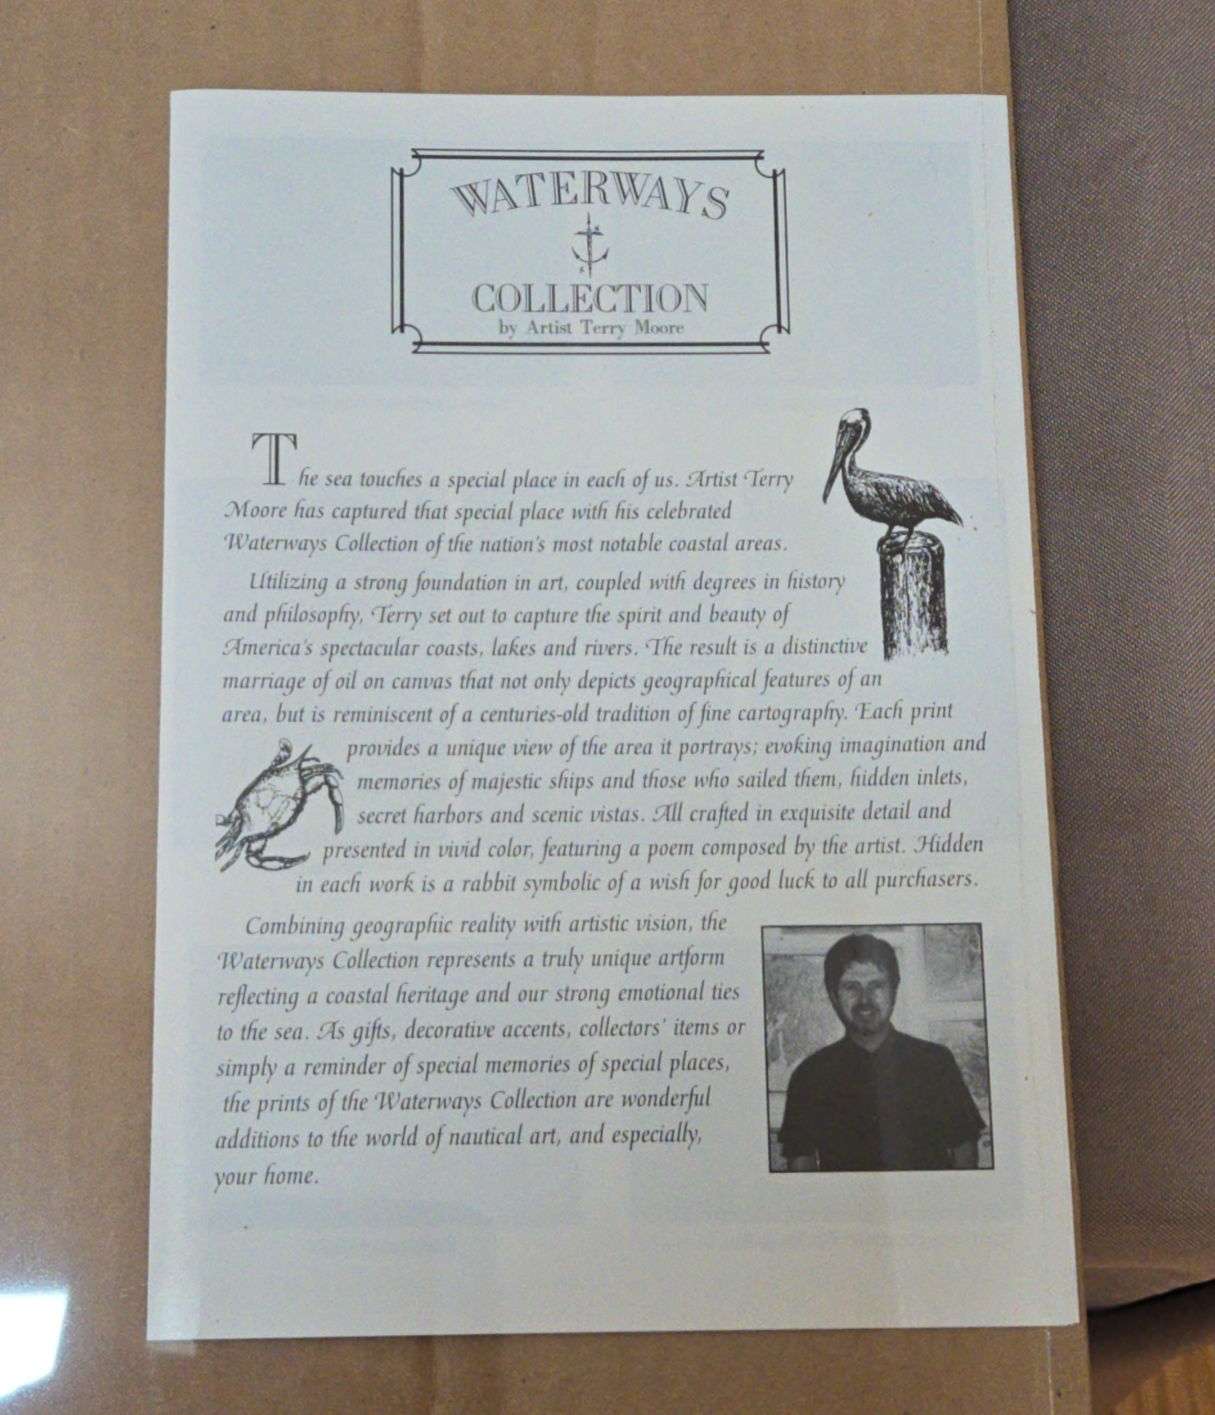 WATERWAYS
COLLECTION
by Artist Terry Moore
The sea touches a special place in each of us. Artist Terry
Moore has captured that special place with his celebrated
Waterways Collection of the nation's most notable coastal areas.
Utilizing a strong foundation in art, coupled with degrees in history
and philosophy, Terry set out to capture the spirit and beauty of
America's spectacular coasts, lakes and rivers. The result is a distinctive
marriage of oil on canvas that not only depicts geographical features of an
area, but is reminiscent of a centuries-old tradition of fine cartography. Each print
provides a unique view of the area it portrays; evoking imagination and
memories of majestic ships and those who sailed them, hidden inlets,
secret harbors and scenic vistas. All crafted in exquisite detail and
presented in vivid color, featuring a poem composed by the artist. Hidden
in each work is a rabbit symbolic of a wish for good luck to all purchasers.
Combining geographic reality with artistic vision, the
Waterways Collection represents a truly unique artform
reflecting a coastal heritage and our strong emotional ties
to the sea. As gifts, decorative accents, collectors' items or
simply a reminder of special memories of special places,
the prints of the Waterways Collection are wonderful
additions to the world of nautical art, and especially,
your home.